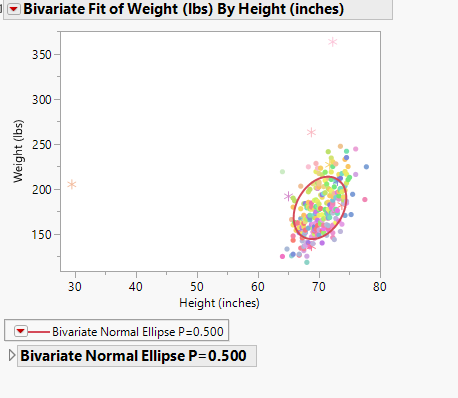 Bivariate Fit of Weight (lbs) By Height (inches)
350
300
250
200
150
Weight (lbs)
30 40 50 60 70 80
Height (inches)
Bivariate Normal Ellipse P=0.500
Bivariate Normal Ellipse P=0.500